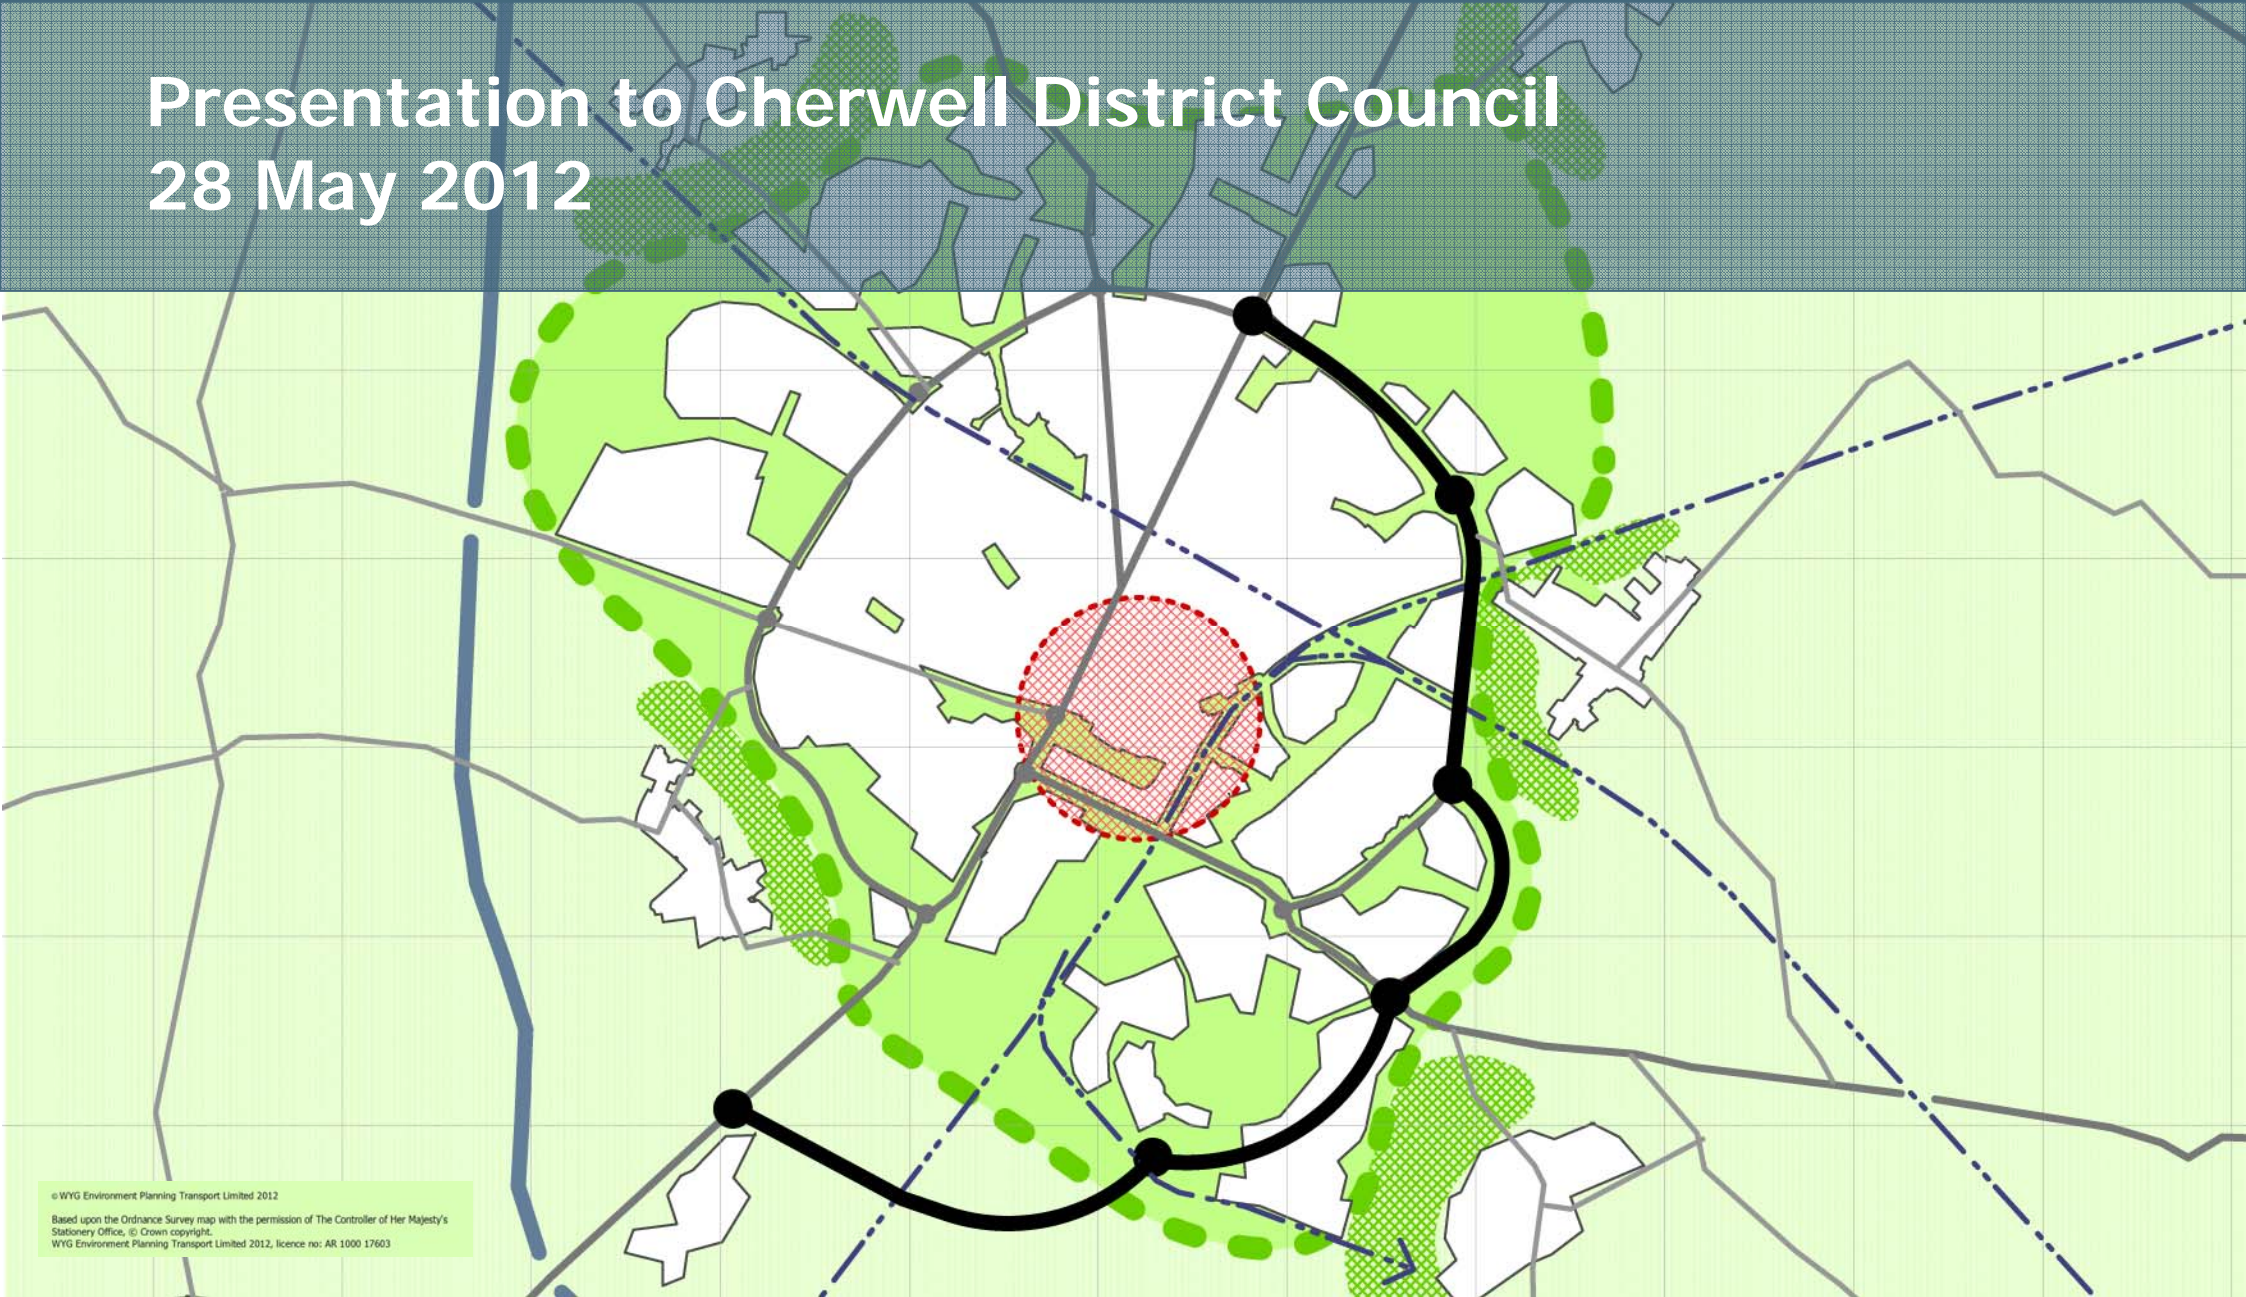 Presentation to Cherwell District Council
28 May 2012
© WYG Environment Planning Transport Limited 2012
Based upon the Ordnance Survey map with the permission of The Controller of Her Majesty's
Stationery Office, © Crown copyright.
WYG Environment Planning Transport Limited 2012, licence no: AR 1000 17603